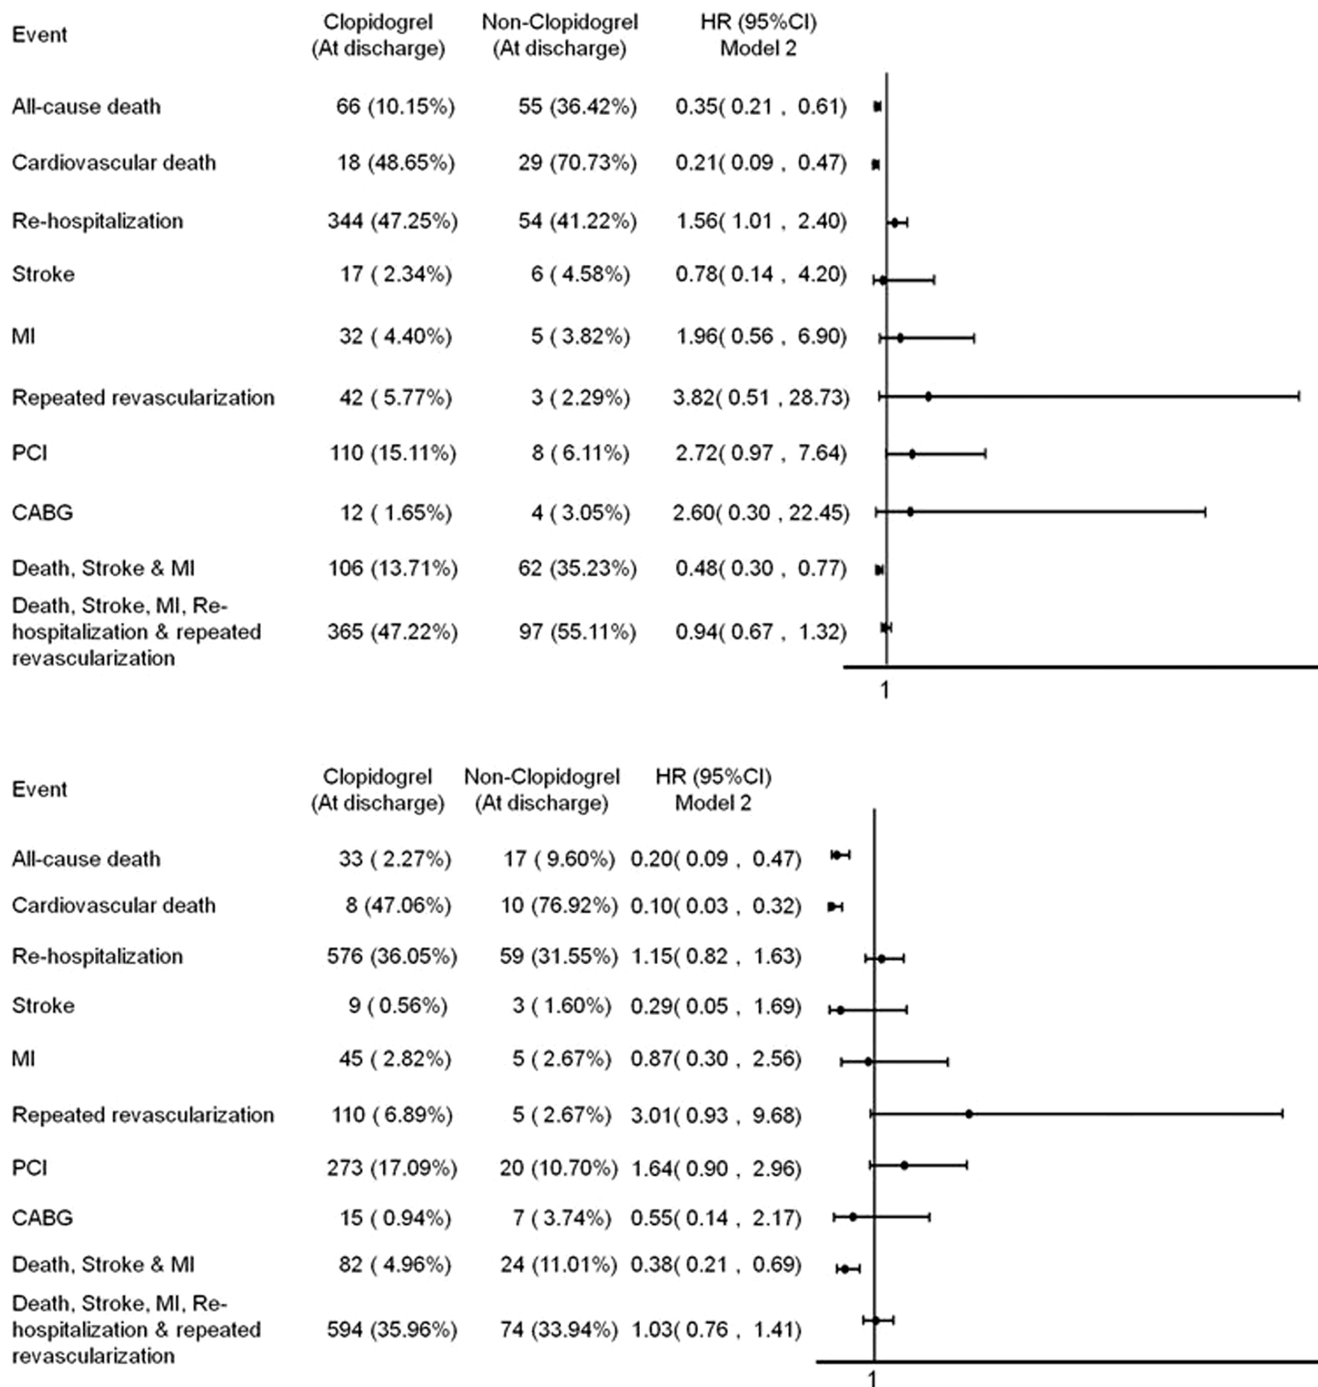 Event Clopidogrel Non-Clopidogrel HR (95%CI)
(At discharge) (At discharge) Model 2
All-cause death 66 (10.15%) 55 (36.42%) 0.35( 0.21 , 0.61)
Cardiovascular death 18 (48.65%) 29 (70.73%) 0.21( 0.09 , 0.47)
Re-hospitalization 344 (47.25%) 54 (41.22%) 1.56( 1.01 , 2.40)
Stroke 17 ( 2.34%) 6 ( 4.58%) 0.78( 0.14 , 4.20)
MI 32 ( 4.40%) 5 ( 3.82%) 1.96( 0.56 , 6.90)
Repeated revascularization 42 ( 5.77%) 3 ( 2.29%) 3.82( 0.51 , 28.73)
PCI 110 (15.11%) 8 ( 6.11%) 2.72( 0.97 , 7.64)
CABG 12 ( 1.65%) 4 ( 3.05%) 2.60( 0.30 , 22.45)
Death, Stroke & MI 106 (13.71%) 62 (35.23%) 0.48( 0.30 , 0.77)
Death, Stroke, MI, Re-
hospitalization & repeated 365 (47.22%) 97 (55.11%) 0.94( 0.67 , 1.32)
revascularization
1
Event Clopidogrel Non-Clopidogrel HR (95%CI)
(At discharge) (At discharge) Model 2
All-cause death 33 ( 2.27%) 17 ( 9.60%) 0.20( 0.09 , 0.47)
Cardiovascular death 8 (47.06%) 10 (76.92%) 0.10( 0.03 , 0.32)
Re-hospitalization 576 (36.05%) 59 (31.55%) 1.15( 0.82 , 1.63)
Stroke 9 ( 0.56%) 3 ( 1.60%) 0.29( 0.05 , 1.69)
MI 45 ( 2.82%) 5 ( 2.67%) 0.87( 0.30 , 2.56)
Repeated revascularization 110 ( 6.89%) 5 ( 2.67%) 3.01( 0.93 , 9.68)
PCI 273 (17.09%) 20 (10.70%) 1.64( 0.90 , 2.96)
CABG 15 ( 0.94%) 7 ( 3.74%) 0.55( 0.14 , 2.17)
Death, Stroke & MI 82 ( 4.96%) 24 (11.01%) 0.38( 0.21 , 0.69)
Death, Stroke, MI, Re-
hospitalization & repeated 594 (35.96%) 74 (33.94%) 1.03( 0.76 , 1.41)
revascularization
1